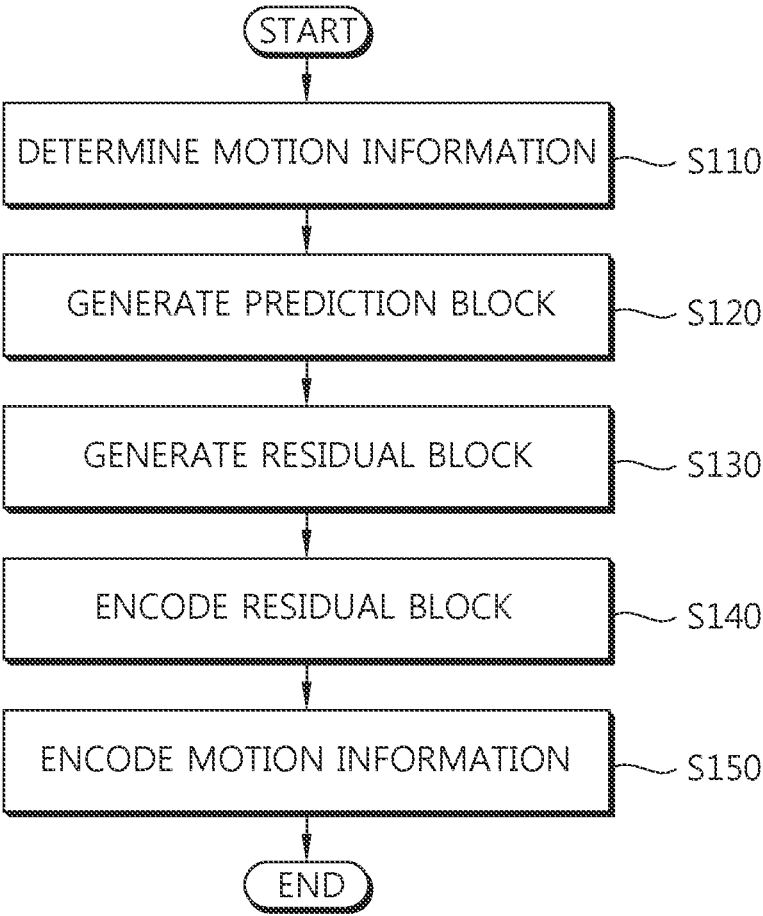 START
DETERMINE MOTION INFORMATION
S110
GENERATE PREDICTION BLOCK
S120
GENERATE RESIDUAL BLOCK
S130
ENCODE RESIDUAL BLOCK
S140
ENCODE MOTION INFORMATION
S150
END